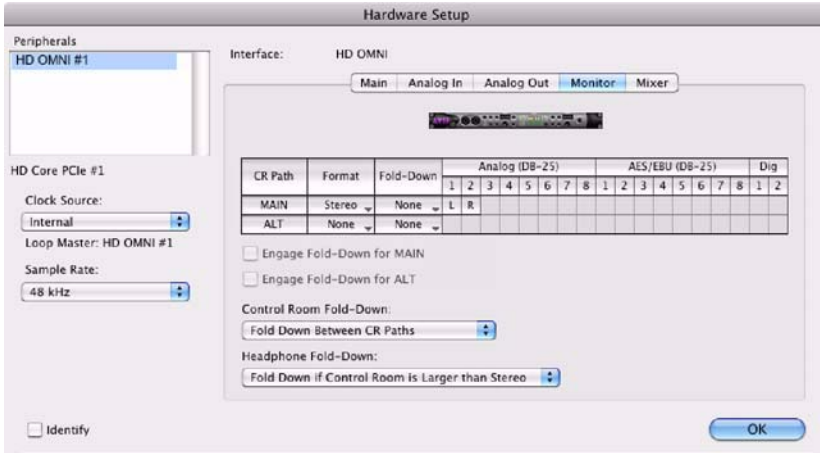 Hardware Setup
Peripherals
HD OMNI #1
HD Core PCIe #1
Clock Source:
Internal
Loop Master: HD OMNI #1
Sample Rate:
48 kHz
Identify
Interface: HD OMNI
Main Analog In Analog Out Monitor Mixer
CR Path Format Fold-Down Analog (DB-25) AES/EBU (DB-25) Dig
1 2 3 4 5 6 7 8 1 2 3 4 5 6 7 8 1 2
MAIN Stereo None L R
ALT None None
Engage Fold-Down for MAIN
Engage Fold-Down for ALT
Control Room Fold-Down:
Fold Down Between CR Paths
Headphone Fold-Down:
Fold Down if Control Room is Larger than Stereo
OK